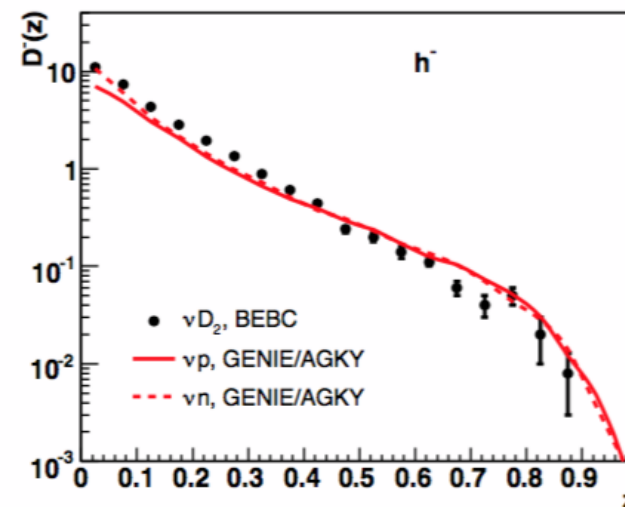 D⁻(z)
h⁻
10
1
10⁻¹
10⁻²
10⁻³
νD₂, BEBC
νp, GENIE/AGKY
νn, GENIE/AGKY
0 0.1 0.2 0.3 0.4 0.5 0.6 0.7 0.8 0.9